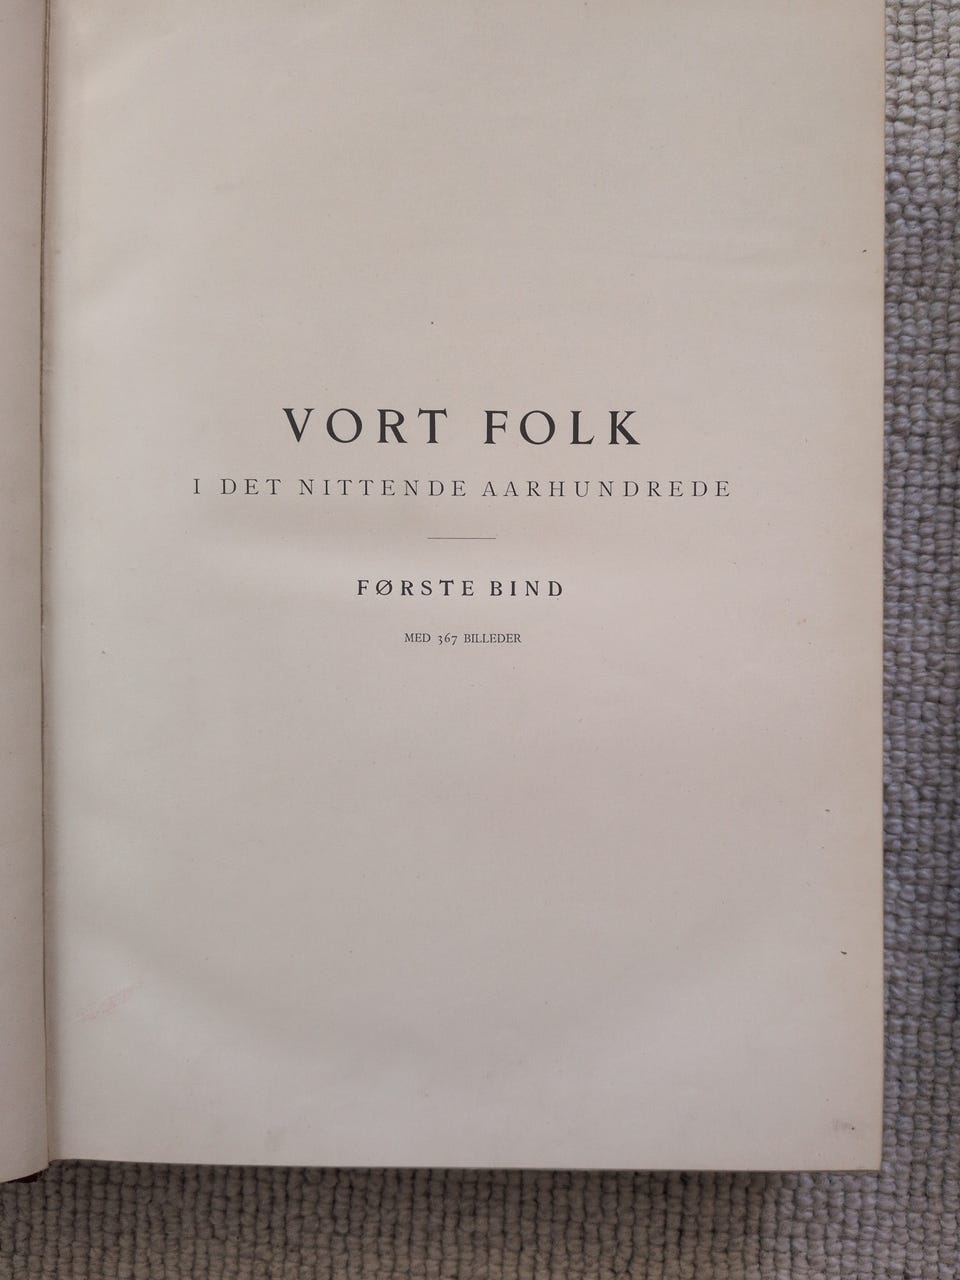 VORT FOLK
I DET NITTENDE AARHUNDREDE
FØRSTE BIND
MED 367 BILLEDER